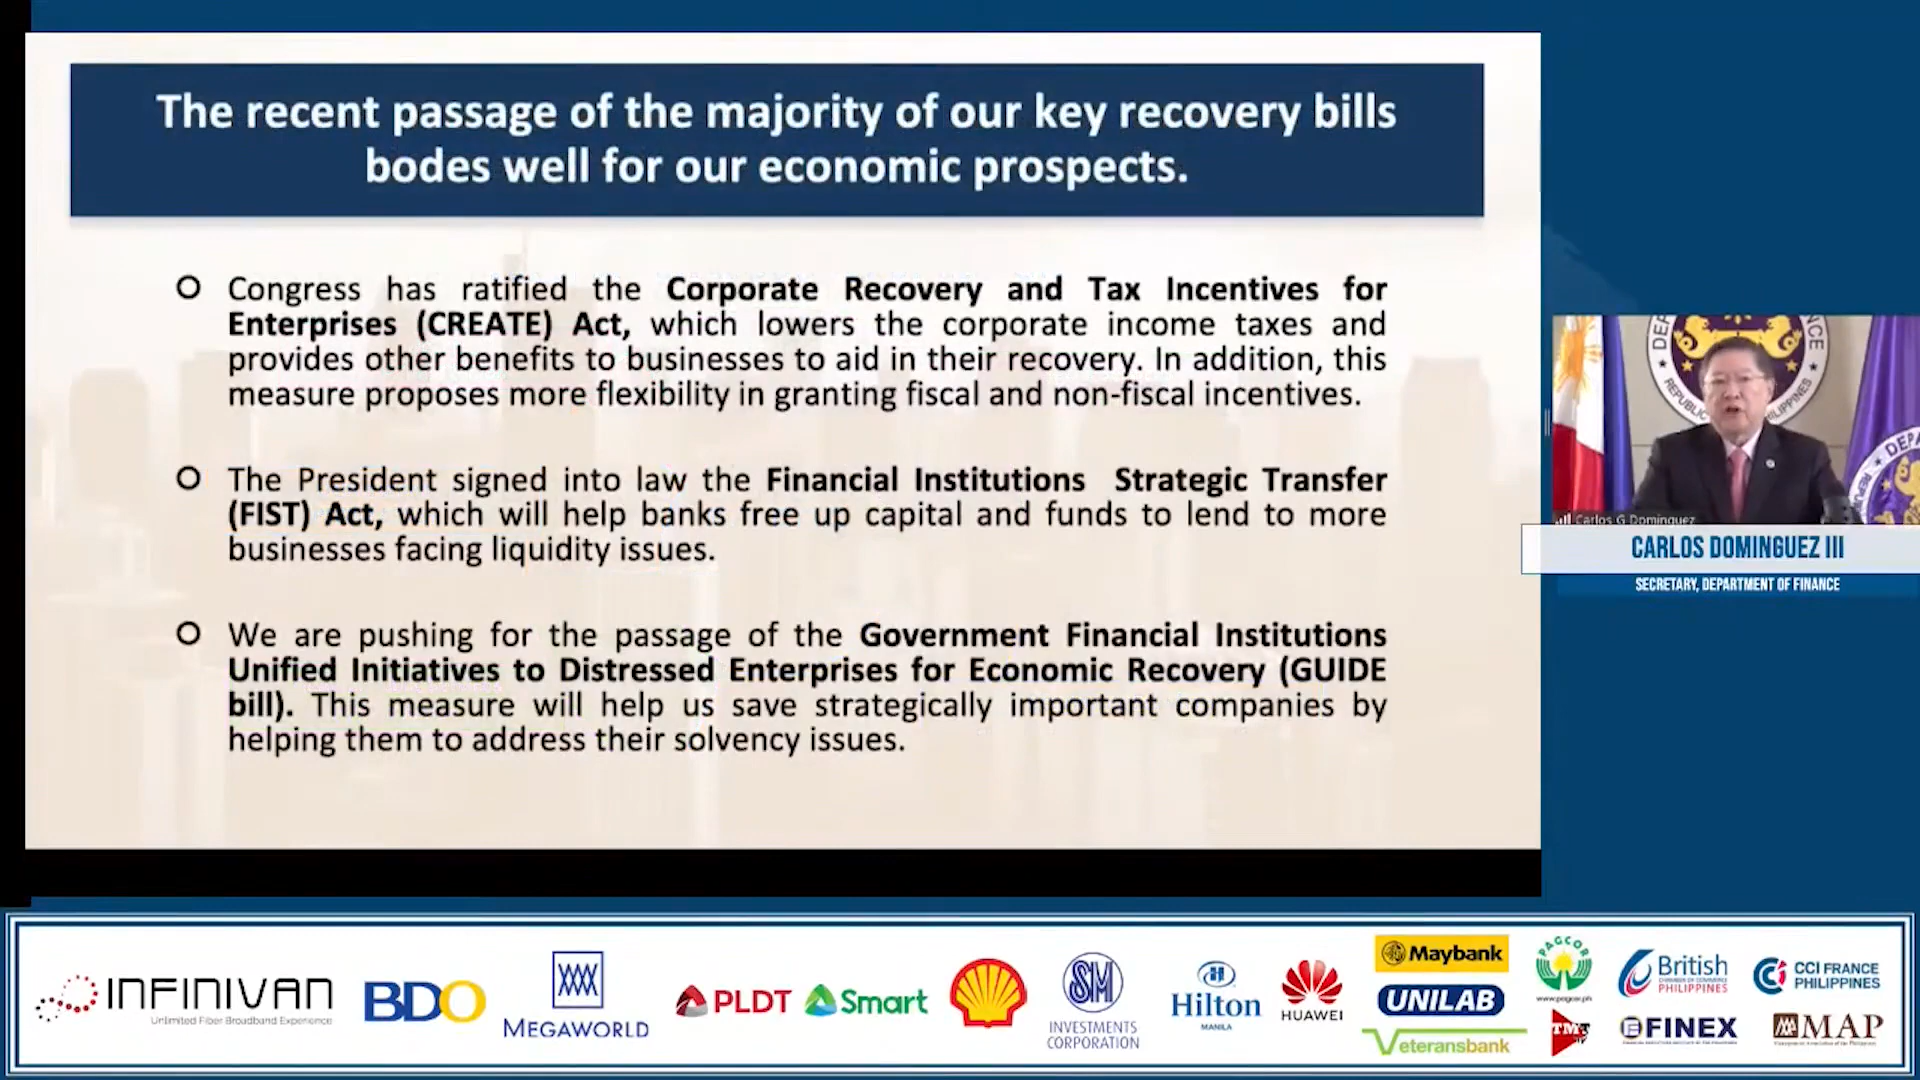 The recent passage of the majority of our key recovery bills
bodes well for our economic prospects.
Congress has ratified the Corporate Recovery and Tax Incentives for
Enterprises (CREATE) Act, which lowers the corporate income taxes and
provides other benefits to businesses to aid in their recovery. In addition, this
measure proposes more flexibility in granting fiscal and non-fiscal incentives.
The President signed into law the Financial Institutions Strategic Transfer
(FIST) Act, which will help banks free up capital and funds to lend to more
businesses facing liquidity issues.
We are pushing for the passage of the Government Financial Institutions
Unified Initiatives to Distressed Enterprises for Economic Recovery (GUIDE
bill). This measure will help us save strategically important companies by
helping them to address their solvency issues.
Carlos G Dominguez
CARLOS DOMINGUEZ III
SECRETARY, DEPARTMENT OF FINANCE
INFINIVAN
Unlimited Fiber Broadband Experience
BDO
MEGAWORLD
PLDT
Smart
SM
INVESTMENTS
CORPORATION
Hilton
MANILA
HUAWEI
Maybank
UNILAB
Veteransbank
PAGCOR
www.pagcor.ph
TM
British
PHILIPPINES
FINEX
CCI FRANCE
PHILIPPINES
MAP